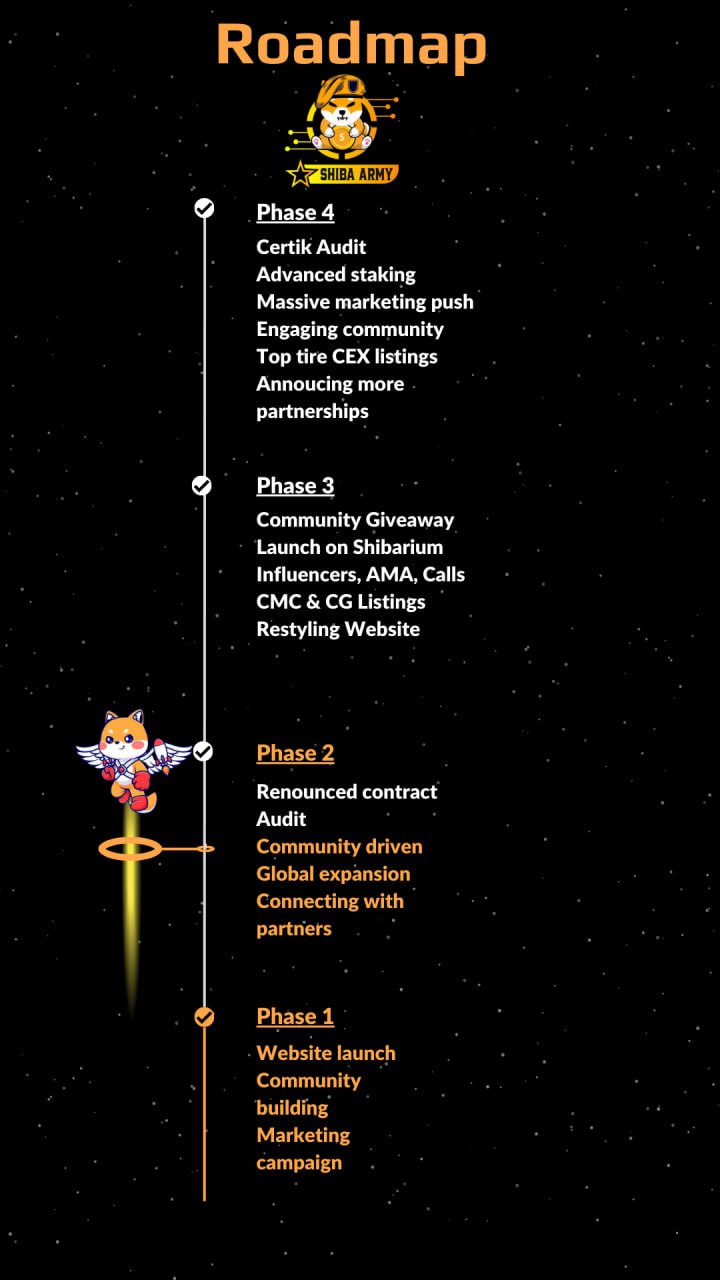 Roadmap
SHIBA ARMY
Phase 4
Certik Audit
Advanced staking
Massive marketing push
Engaging community
Top tire CEX listings
Annoucing more
partnerships
Phase 3
Community Giveaway
Launch on Shibarium
Influencers, AMA, Calls
CMC & CG Listings
Restyling Website
Phase 2
Renounced contract
Audit
Community driven
Global expansion
Connecting with
partners
Phase 1
Website launch
Community
building
Marketing
campaign